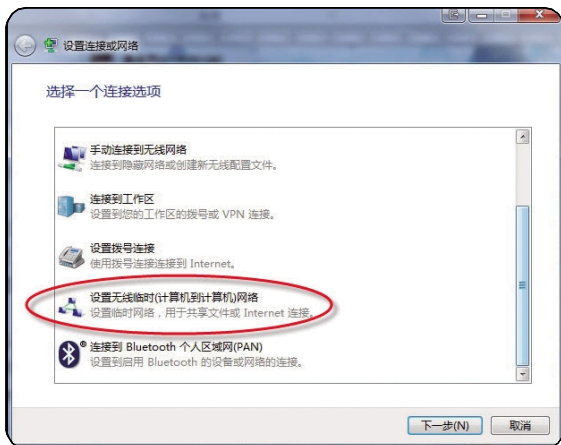 设置连接或网络
选择一个连接选项
手动连接到无线网络
连接到隐藏网络或创建新无线配置文件。
连接到工作区
设置到您的工作区的拨号或 VPN 连接。
设置拨号连接
使用拨号连接连接到 Internet。
设置无线临时(计算机到计算机)网络
设置临时网络，用于共享文件或 Internet 连接。
连接到 Bluetooth 个人区域网(PAN)
设置到启用 Bluetooth 的设备或网络的连接。
下一步(N) 取消